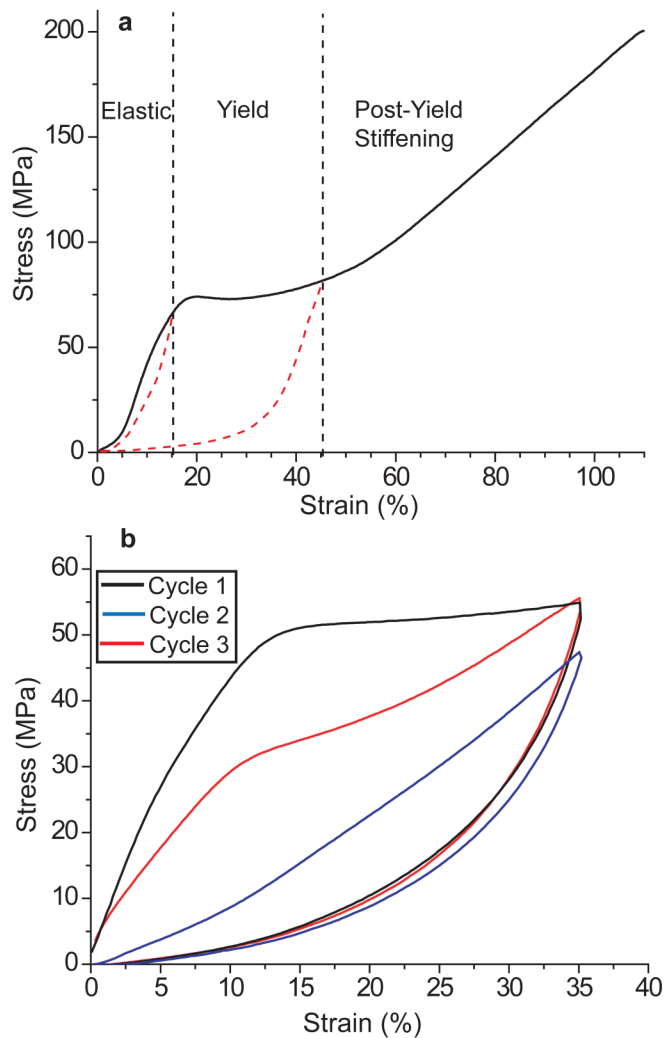 a
200
150
100
50
0
Stress (MPa)
Elastic
Yield
Post-Yield
Stiffening
0
20
40
60
80
100
Strain (%)
b
60
50
40
30
20
10
0
Stress (MPa)
Cycle 1
Cycle 2
Cycle 3
0
5
10
15
20
25
30
35
40
Strain (%)